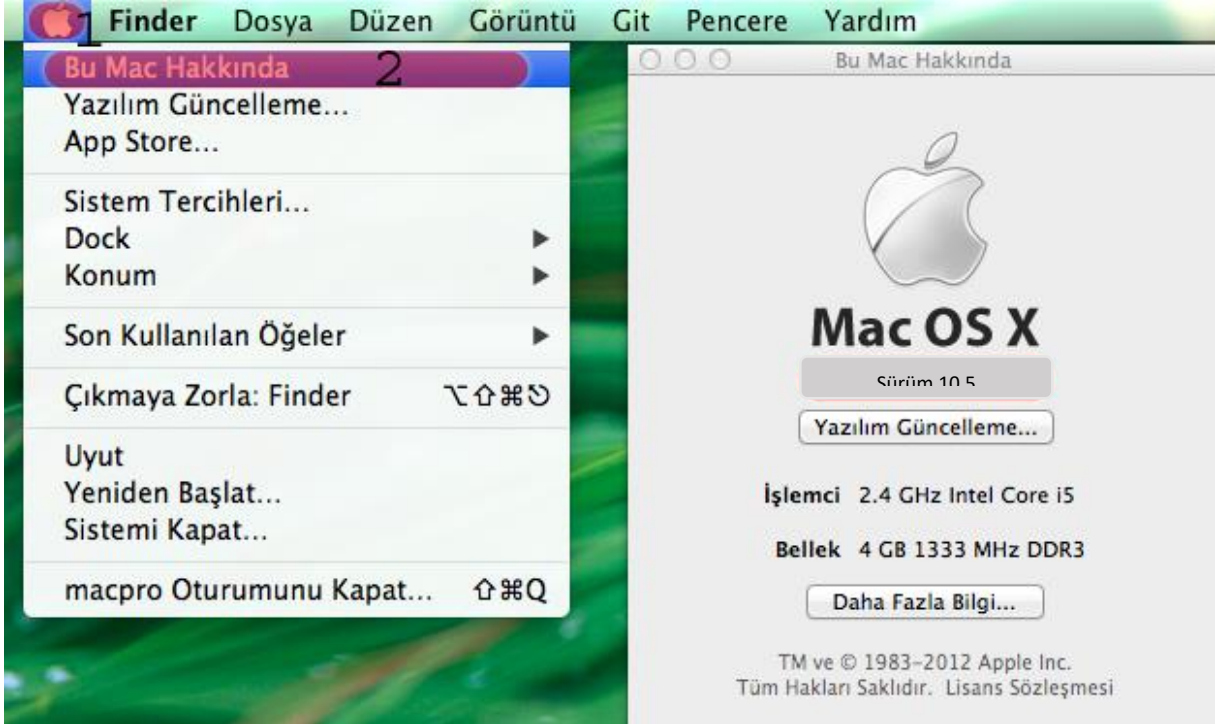 1 Finder Dosya Düzen Görüntü Git Pencere Yardım
Bu Mac Hakkında 2
Yazılım Güncelleme...
App Store...
Sistem Tercihleri...
Dock
Konum
Son Kullanılan Öğeler
Çıkmaya Zorla: Finder ⌥⇧⌘⎋
Uyut
Yeniden Başlat...
Sistemi Kapat...
macpro Oturumunu Kapat... ⇧⌘Q
Bu Mac Hakkında
Mac OS X
Sürüm 10.5
Yazılım Güncelleme...
İşlemci 2.4 GHz Intel Core i5
Bellek 4 GB 1333 MHz DDR3
Daha Fazla Bilgi...
TM ve © 1983-2012 Apple Inc.
Tüm Hakları Saklıdır. Lisans Sözleşmesi